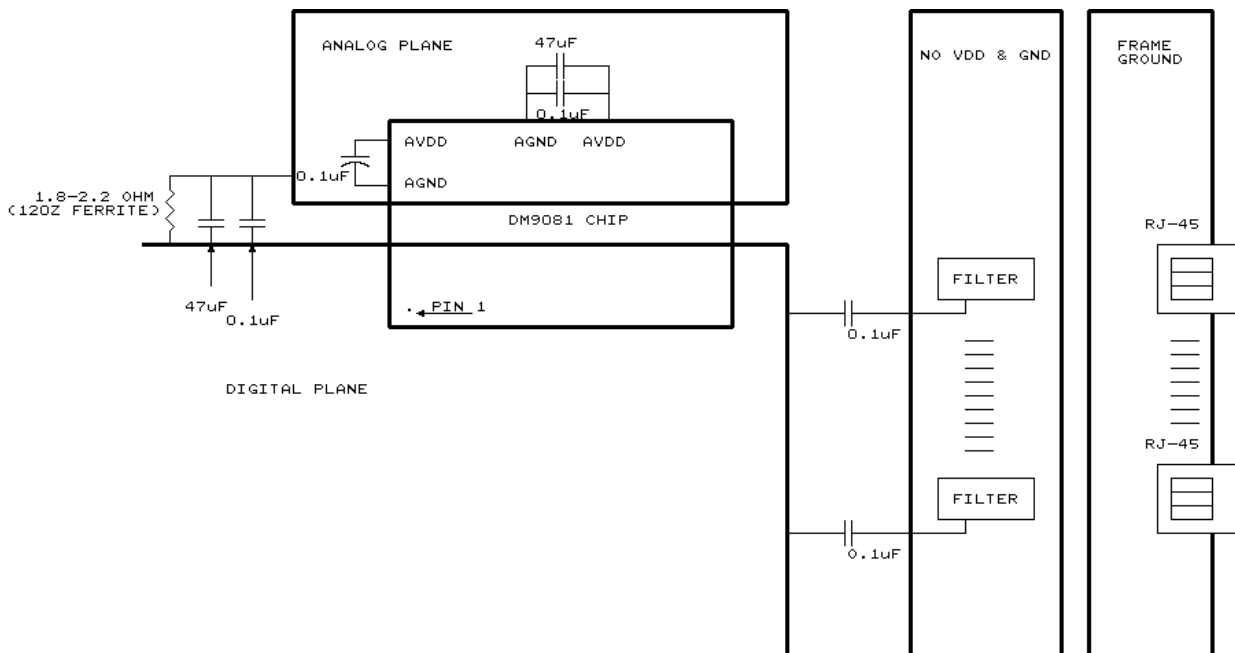 ANALOG PLANE
47uF
0.1uF
NO VDD & GND
FRAME
GROUND
AVDD
AGND
AVDD
0.1uF
AGND
1.8-2.2 OHM
(120Z FERRITE)
DM9081 CHIP
RJ-45
FILTER
47uF
0.1uF
. PIN 1
0.1uF
DIGITAL PLANE
RJ-45
FILTER
0.1uF